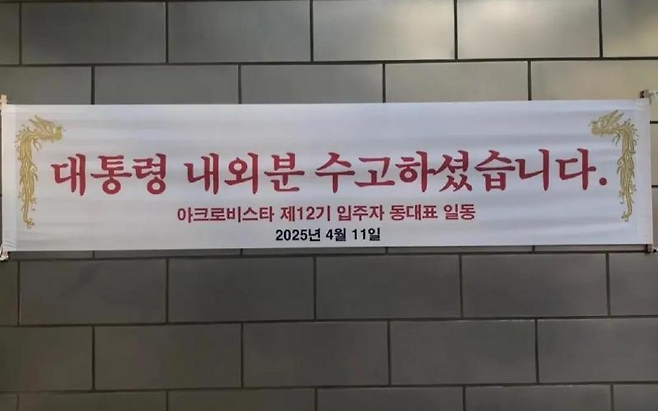 대통령 내외분 수고하셨습니다.
아크로비스타 제12기 입주자 동대표 일동
2025년 4월 11일